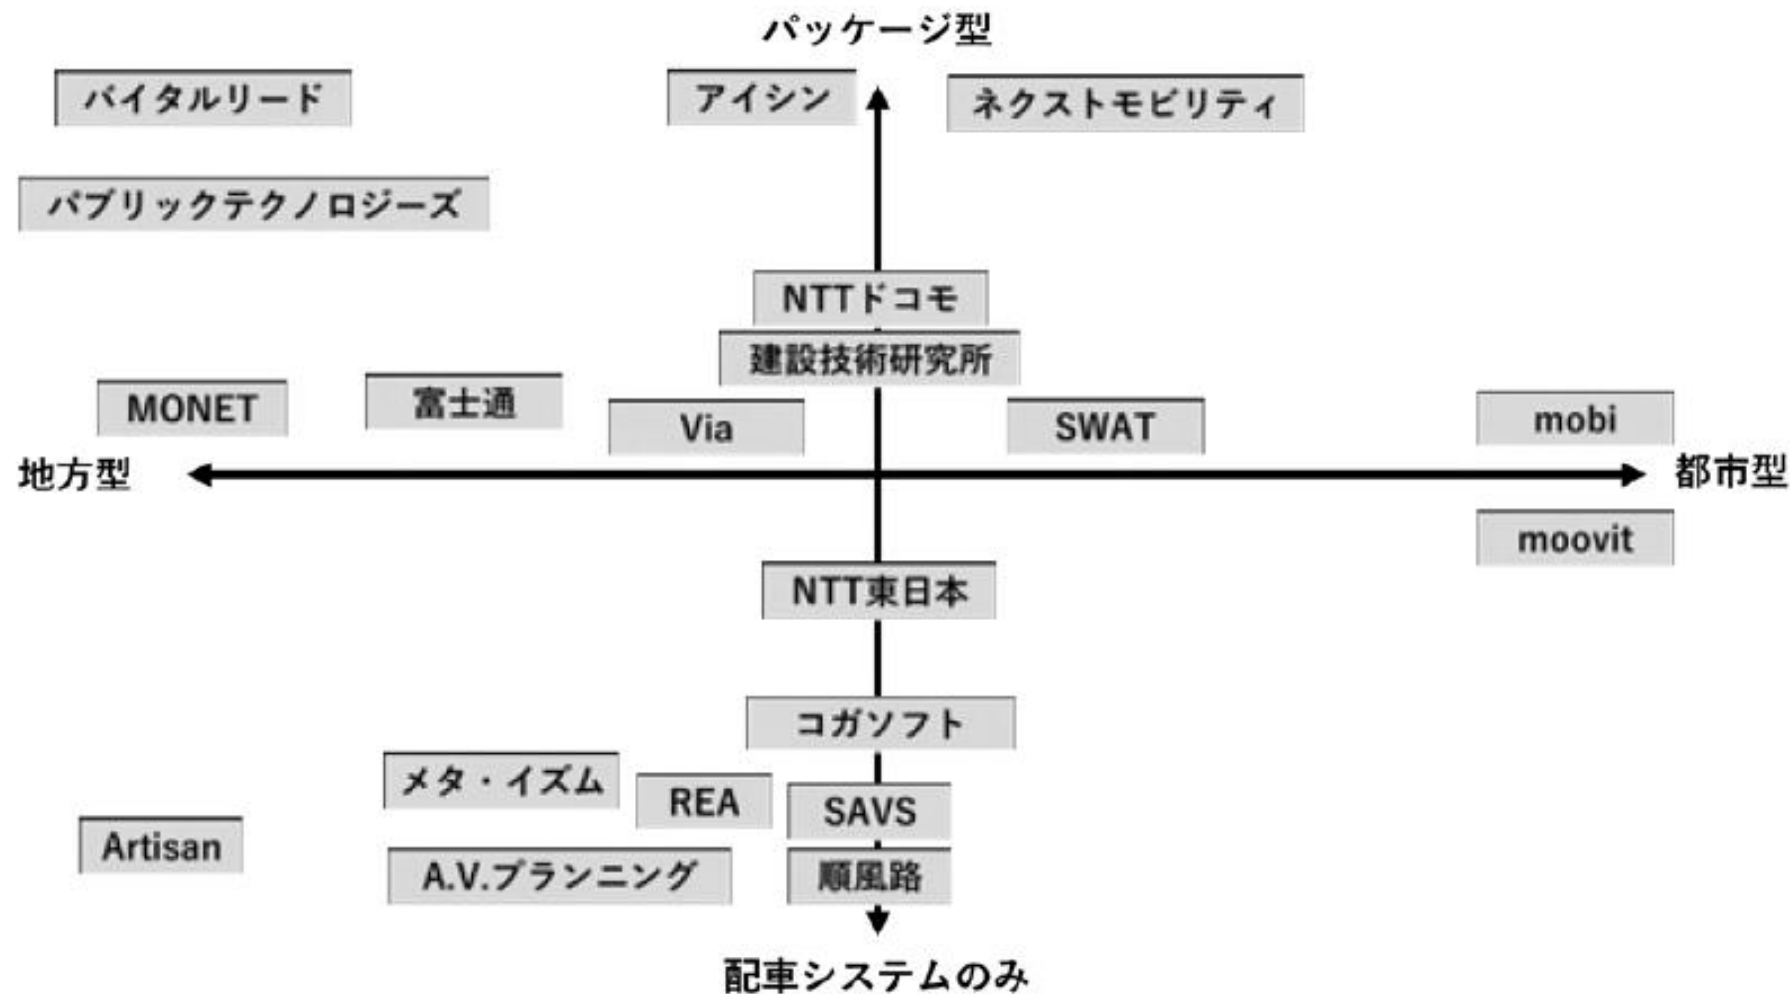 パッケージ型
バイタルリード
アイシン
ネクストモビリティ
パブリックテクノロジーズ
NTTドコモ
建設技術研究所
MONET
富士通
Via
SWAT
mobi
地方型
都市型
moovit
NTT東日本
コガソフト
メタ・イズム
REA
SAVS
Artisan
A.V.プランニング
順風路
配車システムのみ